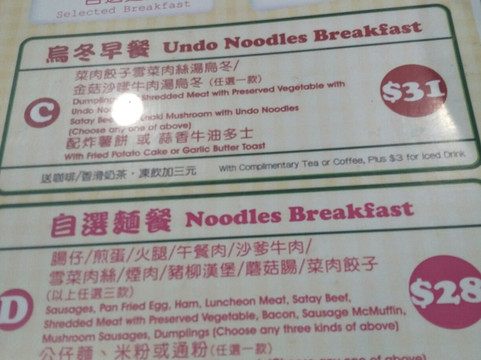 Selected Breakfast
烏冬早餐 Undo Noodles Breakfast
菜肉餃子雪菜肉絲湯烏冬/
金菇沙嗲牛肉湯烏冬 (任選一款)
Shredded Meat with Preserved Vegetable with
Undo
Satay Beef Mushroom with Undo Noodles
(Choose any one of above)
配炸薯餅 或 蒜香牛油多士
With Fried Potato Cake or Garlic Butter Toast
C
$31
送咖啡/香滑奶茶,凍飲加三元 With Complimentary Tea or Coffee, Plus $3 for Iced Drink
自選麵餐 Noodles Breakfast
腸仔/煎蛋/火腿/午餐肉/沙爹牛肉/
雪菜肉絲/煙肉/豬柳漢堡/蘑菇腸/菜肉餃子
(以上任選三款)
D
$28
Sausages, Pan Fried Egg, Ham, Luncheon Meat, Satay Beef,
Shredded Meat with Preserved Vegetable, Bacon, Sausage McMuffin,
Mushroom Sausages, Dumplings (Choose any three kinds of above)
公仔麵、米粉或通粉(任選一款)